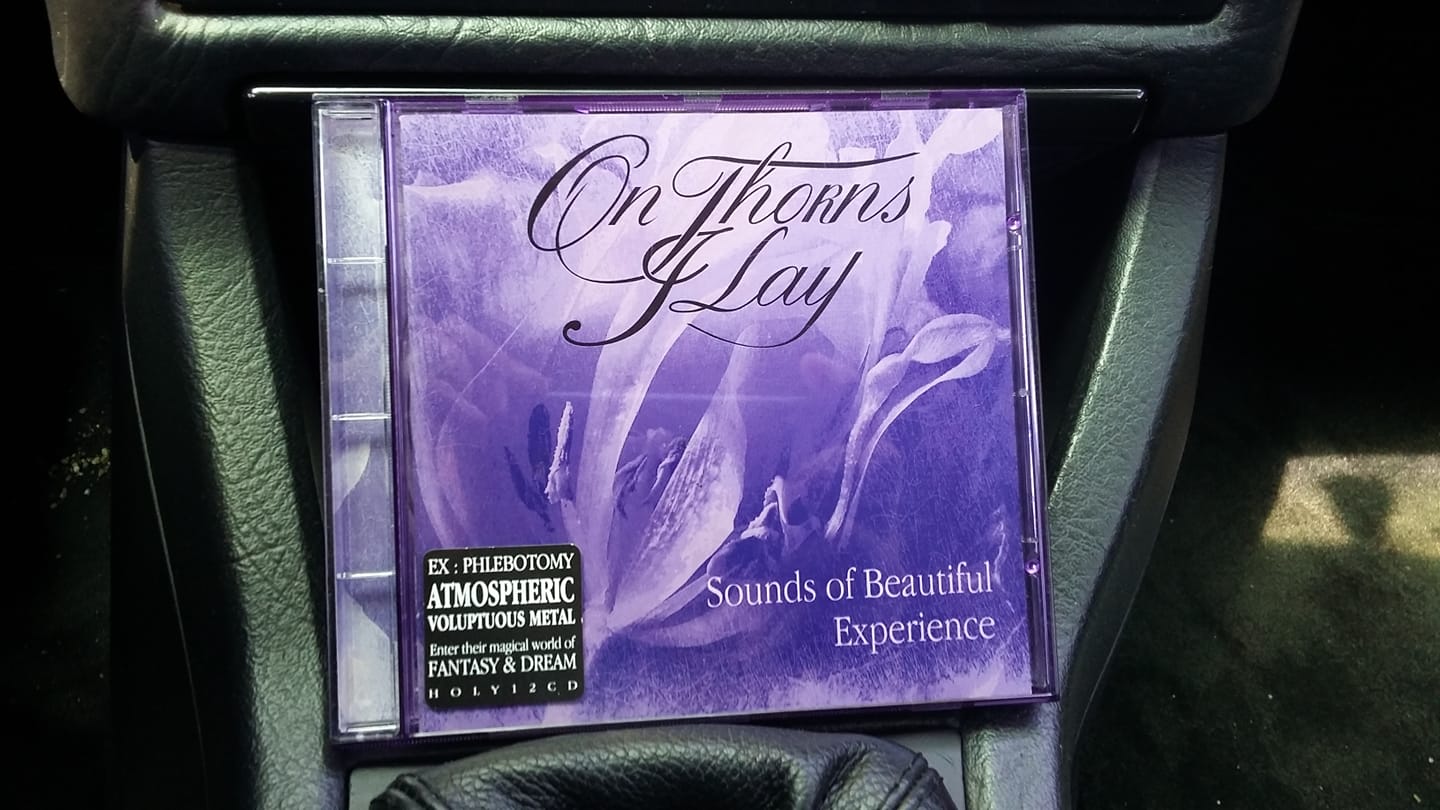 On Thorns
I Lay
Sounds of Beautiful
Experience
EX : PHLEBOTOMY
ATMOSPHERIC
VOLUPTUOUS METAL
Enter their magical world of
FANTASY & DREAM
HOLY12CD